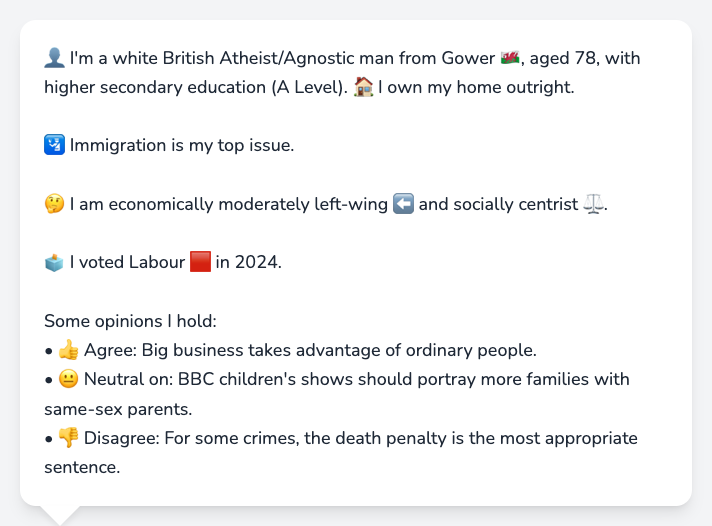 👤 I'm a white British Atheist/Agnostic man from Gower 🏴󠁧󠁢󠁷󠁬󠁳󠁿, aged 78, with
higher secondary education (A Level). 🏠 I own my home outright.
🛂 Immigration is my top issue.
🤔 I am economically moderately left-wing ⬅️ and socially centrist ⚖️.
🗳️ I voted Labour 🟥 in 2024.
Some opinions I hold:
• 👍 Agree: Big business takes advantage of ordinary people.
• 😐 Neutral on: BBC children's shows should portray more families with
same-sex parents.
• 👎 Disagree: For some crimes, the death penalty is the most appropriate
sentence.